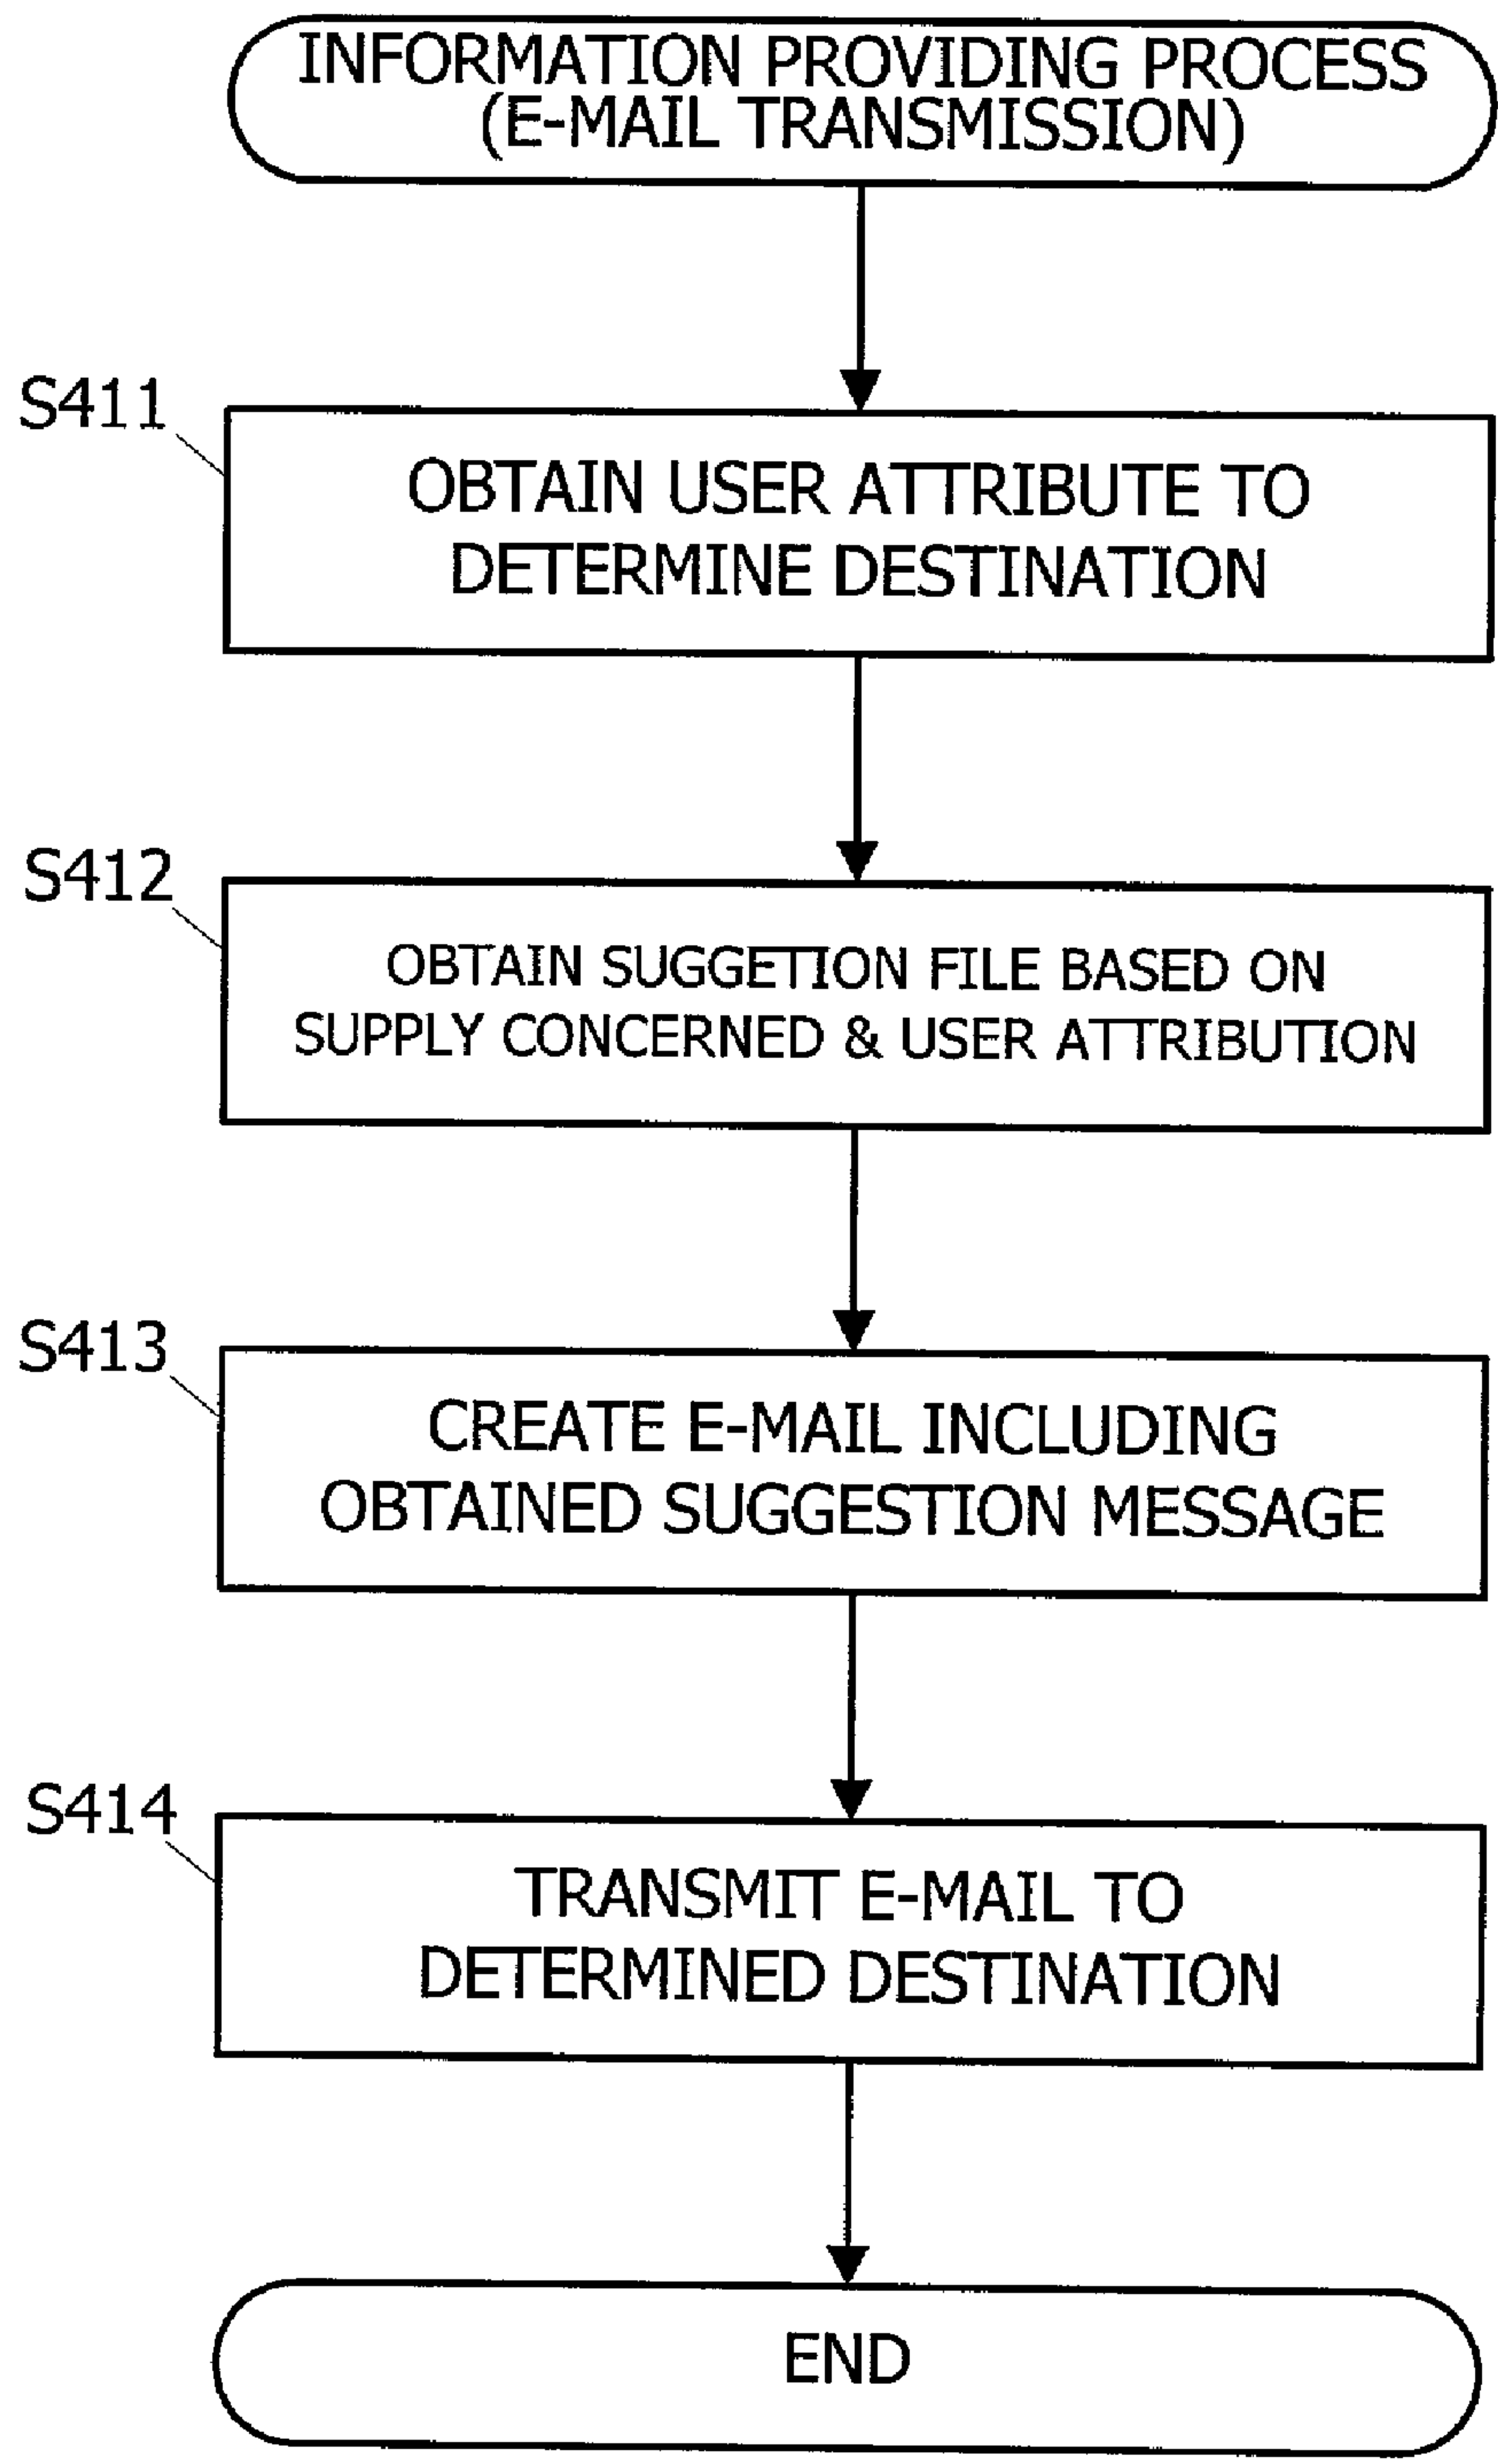 INFORMATION PROVIDING PROCESS
(E-MAIL TRANSMISSION)
S411
OBTAIN USER ATTRIBUTE TO
DETERMINE DESTINATION
S412
OBTAIN SUGGETION FILE BASED ON
SUPPLY CONCERNED & USER ATTRIBUTION
S413
CREATE E-MAIL INCLUDING
OBTAINED SUGGESTION MESSAGE
S414
TRANSMIT E-MAIL TO
DETERMINED DESTINATION
END